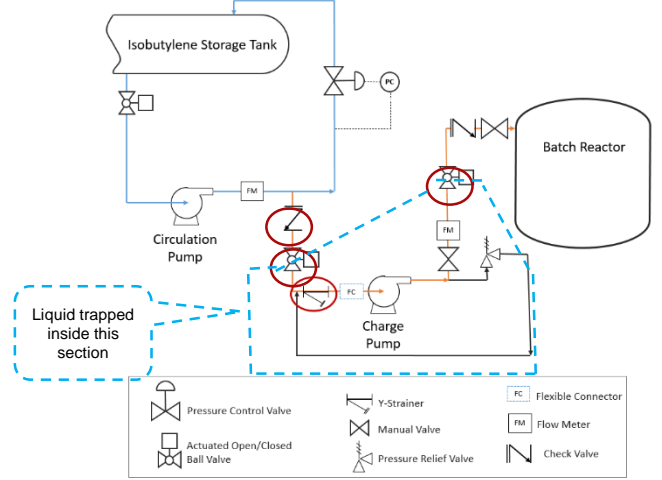 Isobutylene Storage Tank
PC
Batch Reactor
FM
Circulation
Pump
FM
Liquid trapped
inside this
section
FC
Charge
Pump
Pressure Control Valve
Actuated Open/Closed
Ball Valve
Y-Strainer
Manual Valve
Pressure Relief Valve
FC
Flexible Connector
FM
Flow Meter
Check Valve